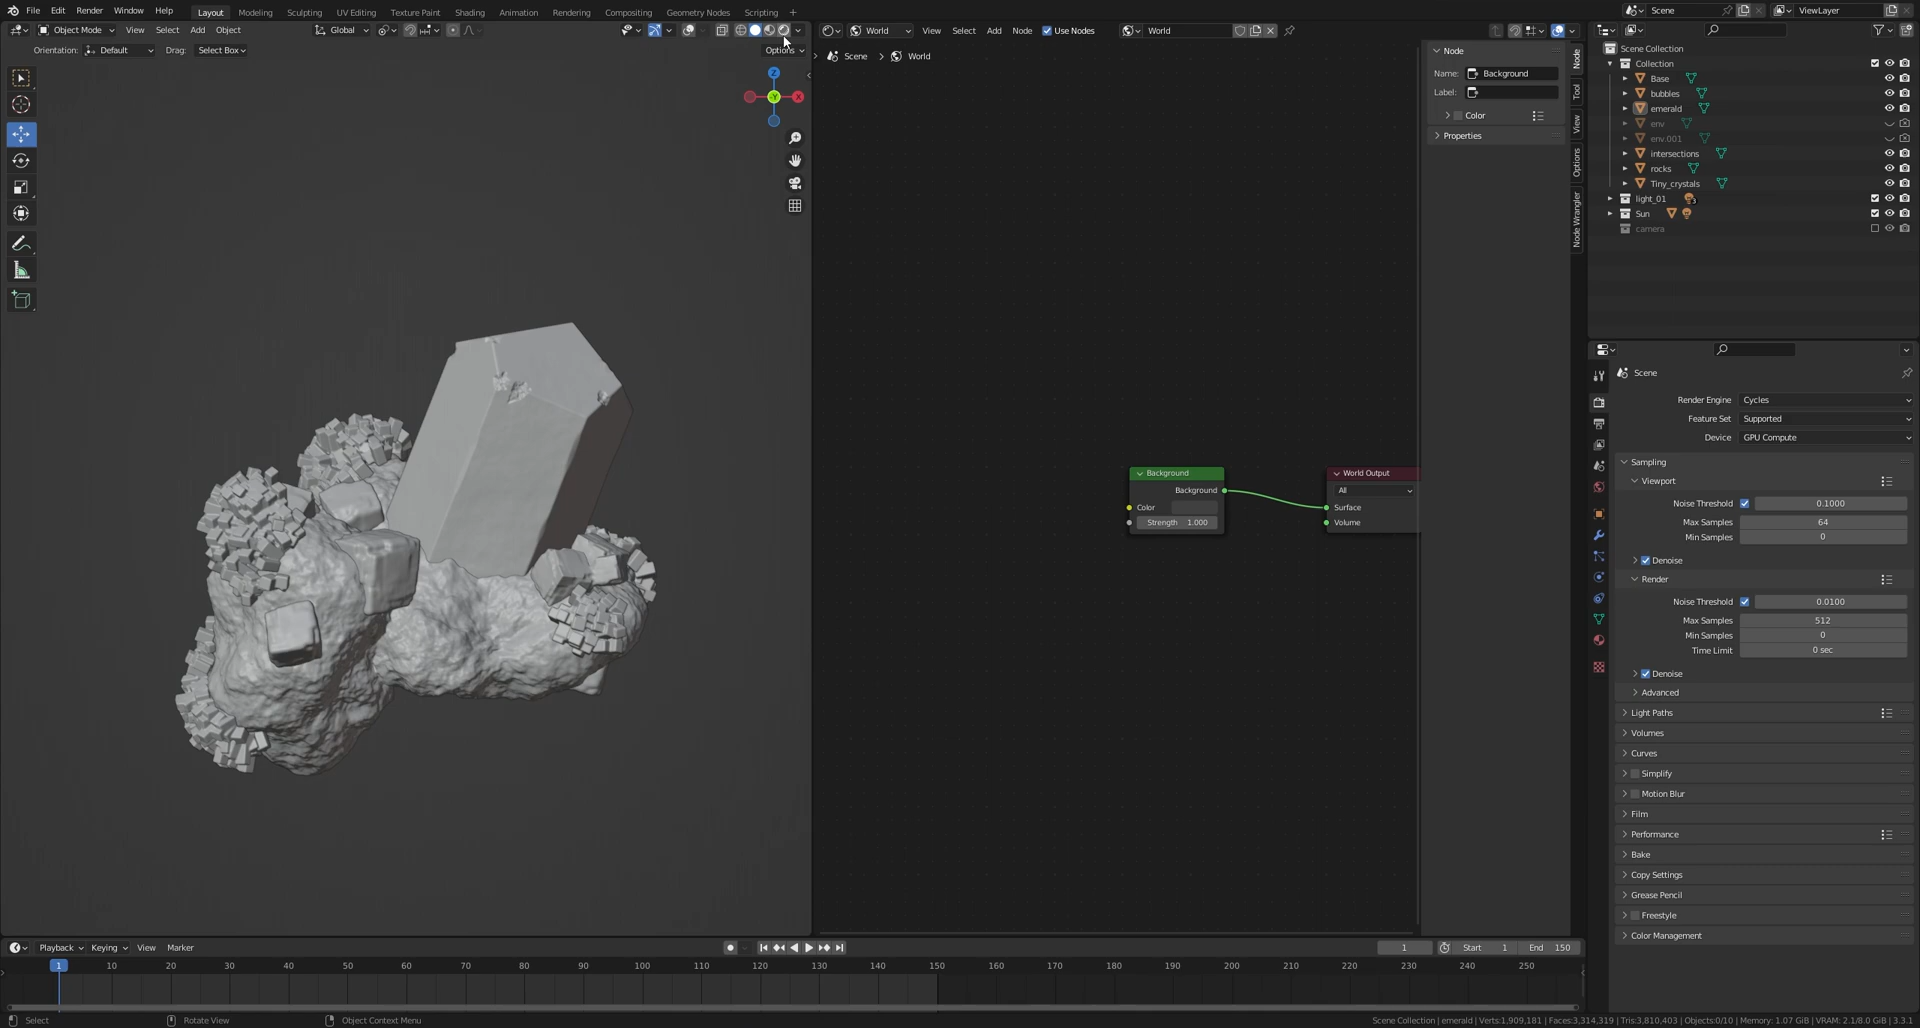 File Edit Render Window Help Layout Modeling Sculpting UV Editing Texture Paint Shading Animation Rendering Compositing Geometry Nodes Scripting + Scene ViewLayer
Object Mode View Select Add Object Global World View Select Add Node Use Nodes World
Orientation: Default Drag: Select Box Options
Scene > World
Z
Y
X
Node
Name: Background
Label:
Color
Properties
Node
Tool
View
Options
Node Wrangler
Background
Background
Color
Strength 1.000
World Output
All
Surface
Volume
Scene Collection
Collection
Base
bubbles
emerald
env
env.001
intersections
rocks
Tiny_crystals
light_01 3
Sun
camera
Scene
Render Engine Cycles
Feature Set Supported
Device GPU Compute
Sampling
Viewport
Noise Threshold 0.1000
Max Samples 64
Min Samples 0
Denoise
Render
Noise Threshold 0.0100
Max Samples 512
Min Samples 0
Time Limit 0 sec
Denoise
Advanced
Light Paths
Volumes
Curves
Simplify
Motion Blur
Film
Performance
Bake
Copy Settings
Grease Pencil
Freestyle
Color Management
Playback Keying View Marker 1 Start 1 End 150
1 10 20 30 40 50 60 70 80 90 100 110 120 130 140 150 160 170 180 190 200 210 220 230 240 250
Select Rotate View Object Context Menu Scene Collection | emerald | Verts:1,909,181 | Faces:3,314,319 | Tris:3,810,403 | Objects:0/10 | Memory: 1.07 GiB | VRAM: 2.1/8.0 GiB | 3.3.1